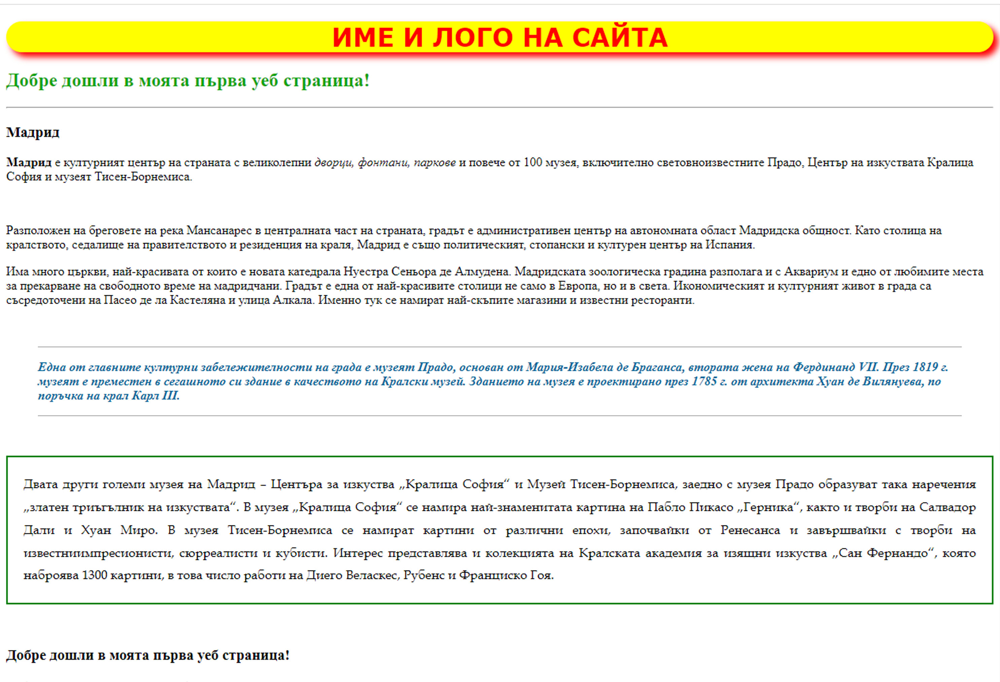 ИМЕ И ЛОГО НА САЙТА
Добре дошли в моята първа уеб страница!
Мадрид
Мадрид е културният център на страната с великолепни дворци, фонтани, паркове и повече от 100 музея, включително световноизвестните Прадо, Център на изкуствата Кралица
София и музеят Тисен-Борнемиса.
Разположен на бреговете на река Мансанарес в централната част на страната, градът е административен център на автономната област Мадридска общност. Като столица на
кралството, седалище на правителството и резиденция на краля, Мадрид е също политическият, стопански и културен център на Испания.
Има много църкви, най-красивата от които е новата катедрала Нуестра Сеньора де Алмудена. Мадридската зоологическа градина разполага и с Аквариум и едно от любимите места
за прекарване на свободното време на мадридчани. Градът е една от най-красивите столици не само в Европа, но и в света. Икономическият и културният живот в града са
съсредоточени на Пасео де ла Кастеляна и улица Алкала. Именно тук се намират най-скъпите магазини и известни ресторанти.
Една от главните културни забележителности на града е музеят Прадо, основан от Мария-Изабела де Браганса, втората жена на Фердинанд VII. През 1819 г.
музеят е преместен в сегашното си здание в качеството на Кралски музей. Зданието на музея е проектирано през 1785 г. от архитекта Хуан де Вилянуева, по
поръчка на крал Карл III.
Двата други големи музея на Мадрид – Центъра за изкуства „Кралица София“ и Музей Тисен-Борнемиса, заедно с музея Прадо образуват така наречения
„златен триъгълник на изкуствата“. В музея „Кралица София“ се намира най-знаменитата картина на Пабло Пикасо „Герника“, както и творби на Салвадор
Дали и Хуан Миро. В музея Тисен-Борнемиса се намират картини от различни епохи, започвайки от Ренесанса и завършвайки с творби на
известниимпресионисти, сюрреалисти и кубисти. Интерес представлява и колекцията на Кралската академия за изящни изкуства „Сан Фернандо“, която
наброява 1300 картини, в това число работи на Диего Веласкес, Рубенс и Франциско Гоя.
Добре дошли в моята първа уеб страница!